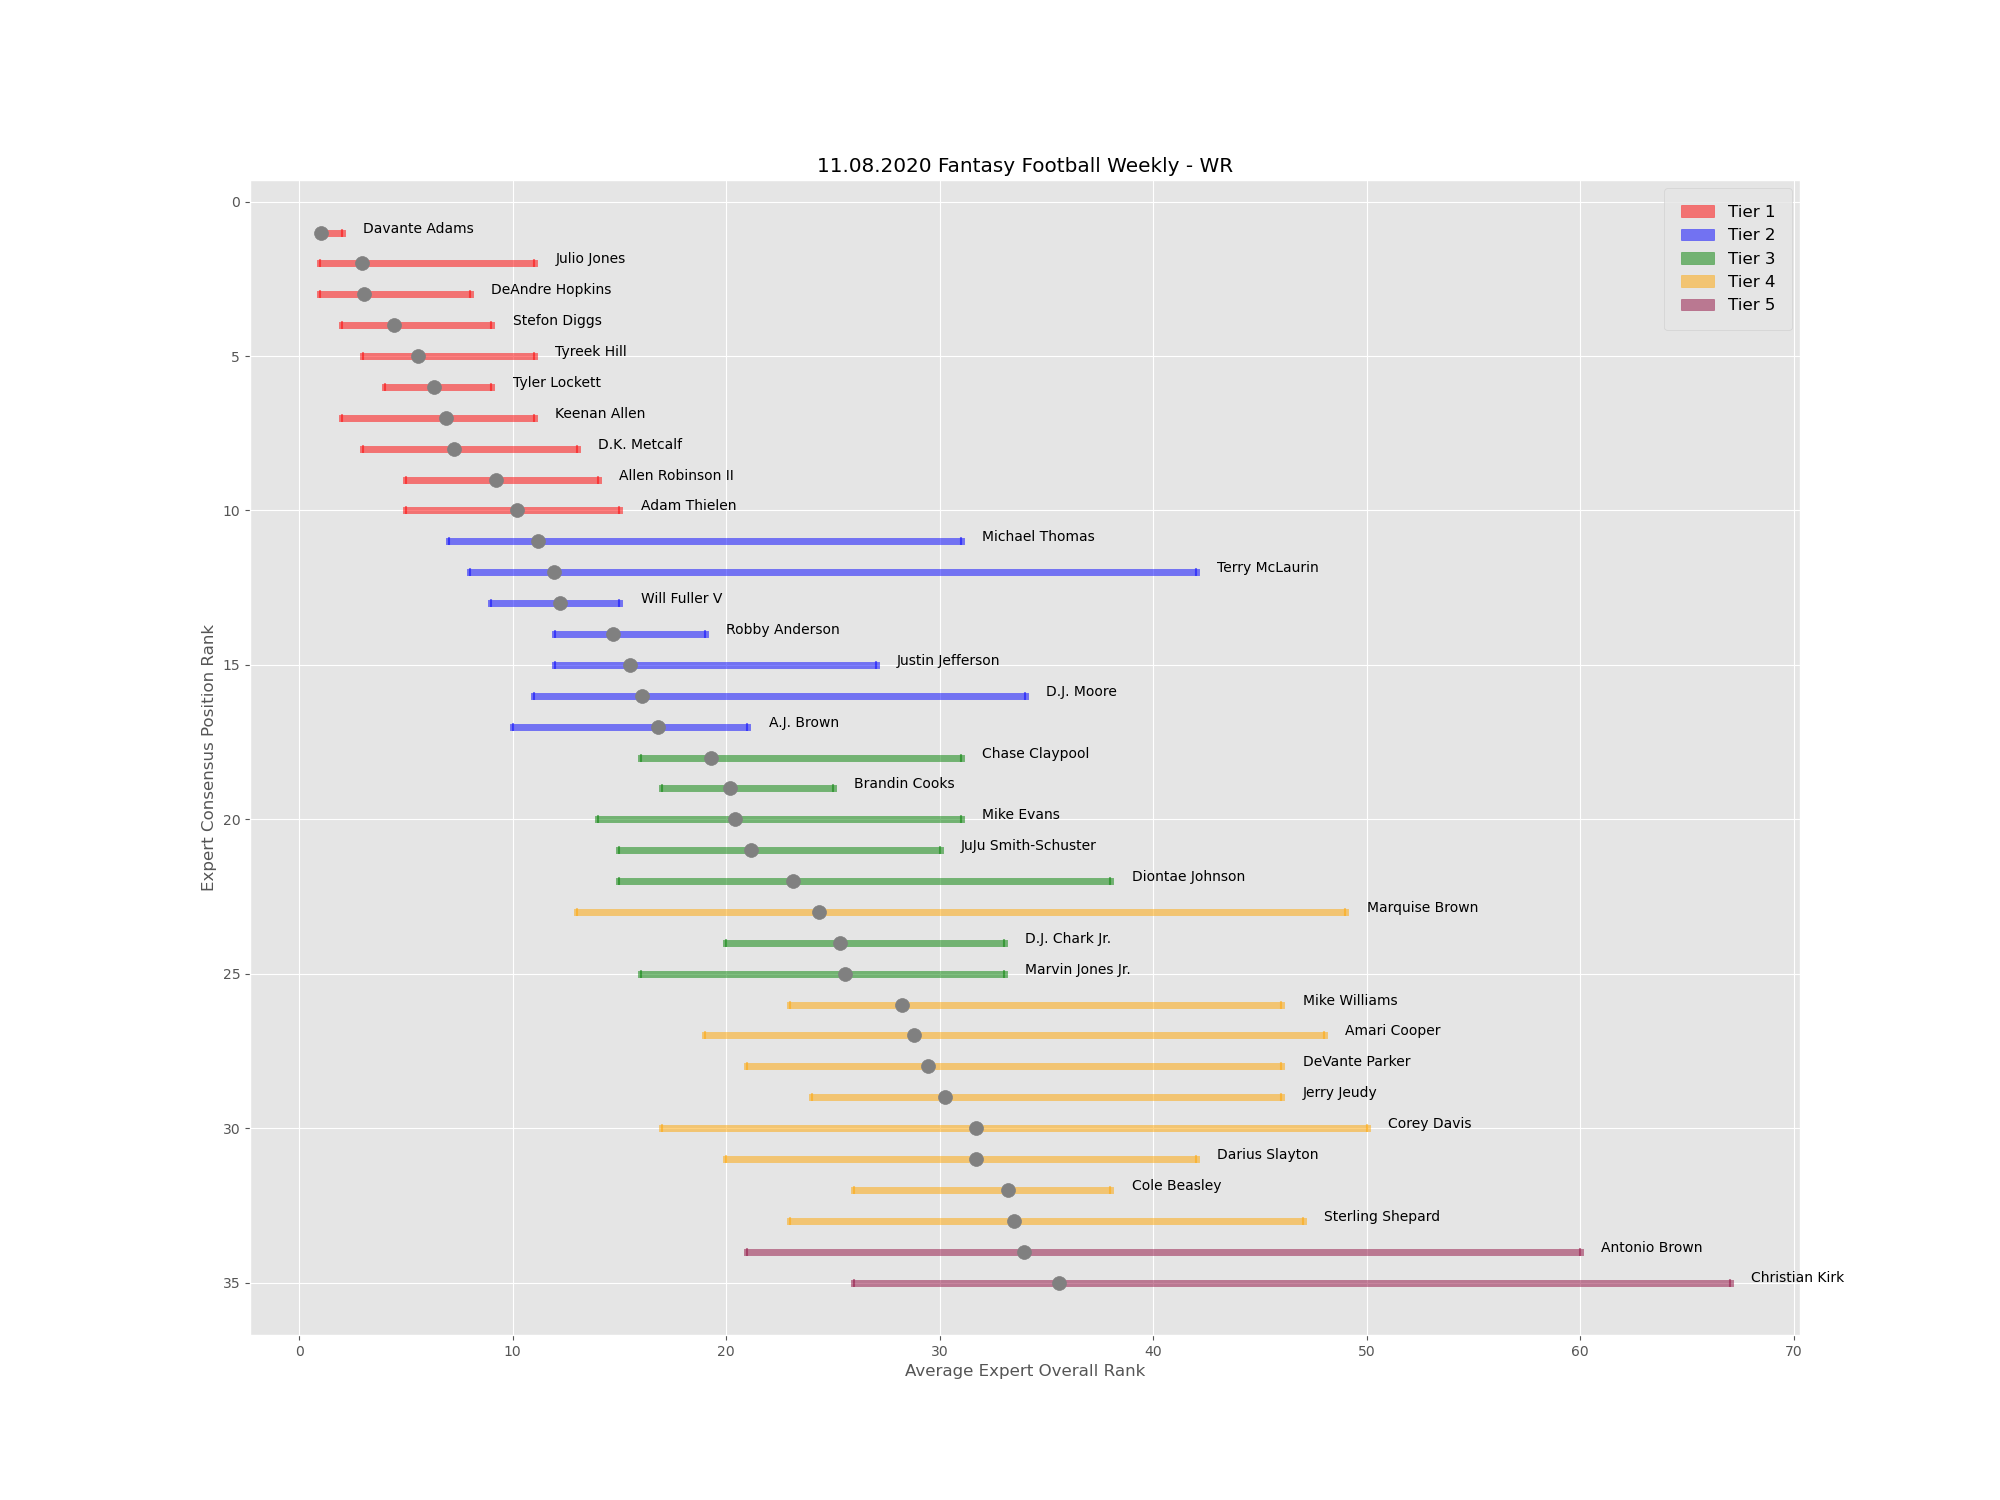 11.08.2020 Fantasy Football Weekly - WR
Tier 1
Tier 2
Tier 3
Tier 4
Tier 5
Expert Consensus Position Rank
0
5
10
15
20
25
30
35
Davante Adams
Julio Jones
DeAndre Hopkins
Stefon Diggs
Tyreek Hill
Tyler Lockett
Keenan Allen
D.K. Metcalf
Allen Robinson II
Adam Thielen
Michael Thomas
Terry McLaurin
Will Fuller V
Robby Anderson
Justin Jefferson
D.J. Moore
A.J. Brown
Chase Claypool
Brandin Cooks
Mike Evans
JuJu Smith-Schuster
Diontae Johnson
Marquise Brown
D.J. Chark Jr.
Marvin Jones Jr.
Mike Williams
Amari Cooper
DeVante Parker
Jerry Jeudy
Corey Davis
Darius Slayton
Cole Beasley
Sterling Shepard
Antonio Brown
Christian Kirk
0 10 20 30 40 50 60 70
Average Expert Overall Rank